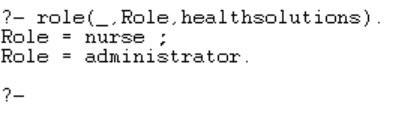 ?- role(_,Role,healthsolutions).
Role = nurse ;
Role = administrator.
?-